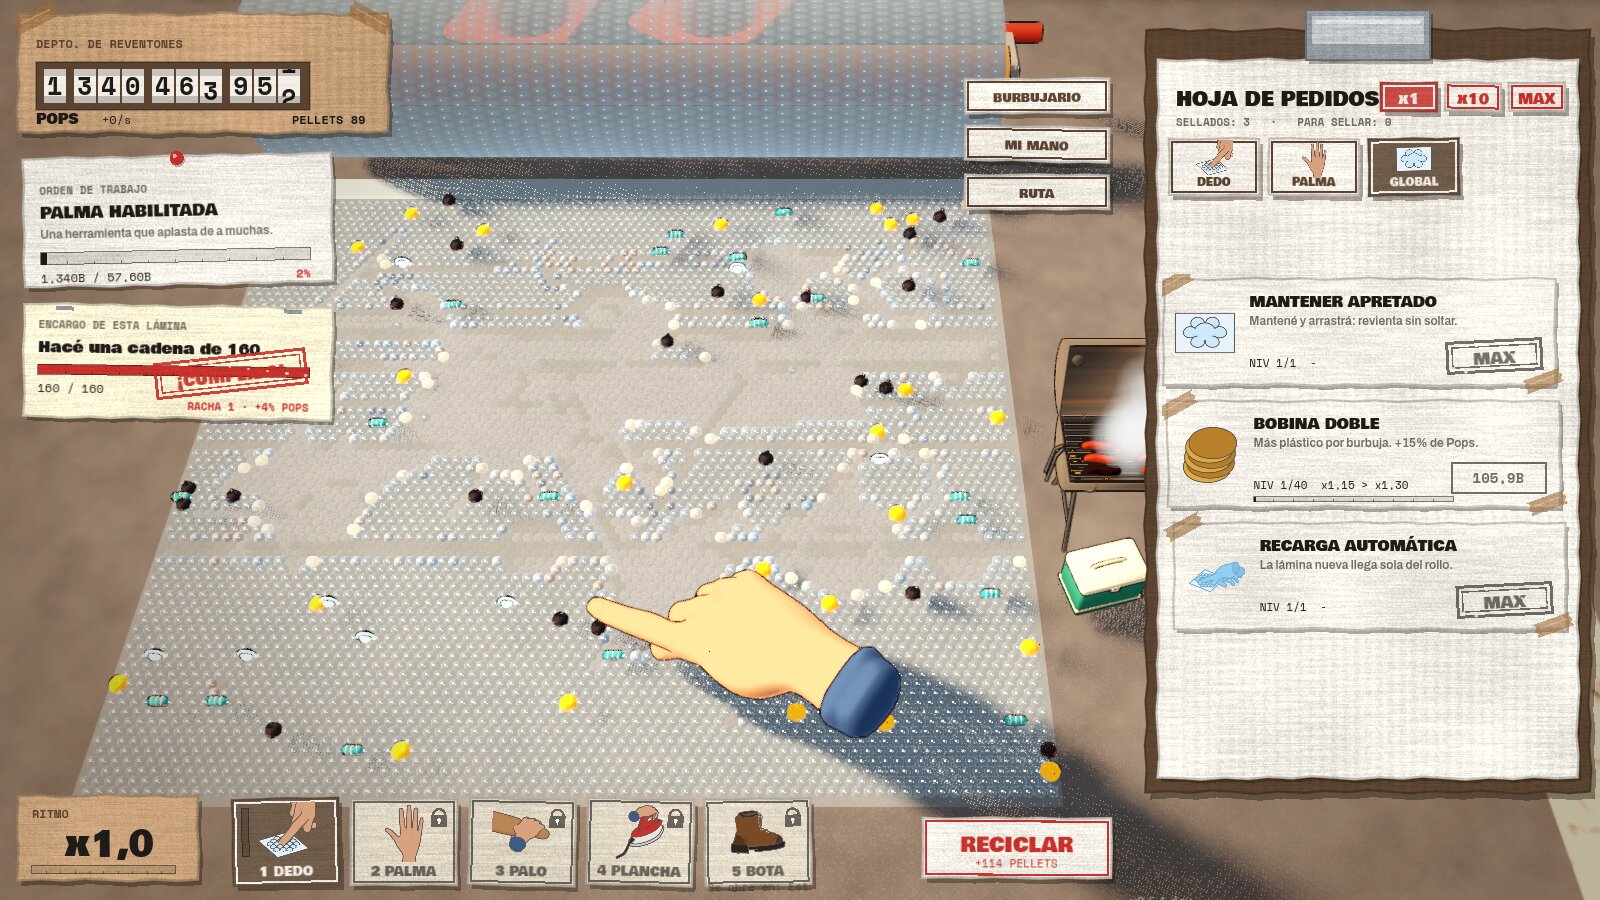 DEPTO. DE REVENTONES
1 340 463 952
POPS +0/s PELLETS 89
ORDEN DE TRABAJO
PALMA HABILITADA
Una herramienta que aplasta de a muchas.
1,340B / 57,60B 2%
ENCARGO DE ESTA LÁMINA
Hacé una cadena de 160
160 / 160
RACHA 1 · +4% POPS
BURBUJARIO
MI MANO
RUTA
HOJA DE PEDIDOS x1 x10 MAX
SELLADOS: 3 · PARA SELLAR: 0
DEDO PALMA GLOBAL
MANTENER APRETADO
Mantené y arrastrá: revienta sin soltar.
NIV 1/1 -
MAX
BOBINA DOBLE
Más plástico por burbuja. +15% de Pops.
NIV 1/40 x1,15 > x1,30
105,9B
RECARGA AUTOMÁTICA
La lámina nueva llega sola del rollo.
NIV 1/1 -
MAX
RITMO
x1,0
1 DEDO
2 PALMA
3 PALO
4 PLANCHA
5 BOTA
RECICLAR
+114 PELLETS